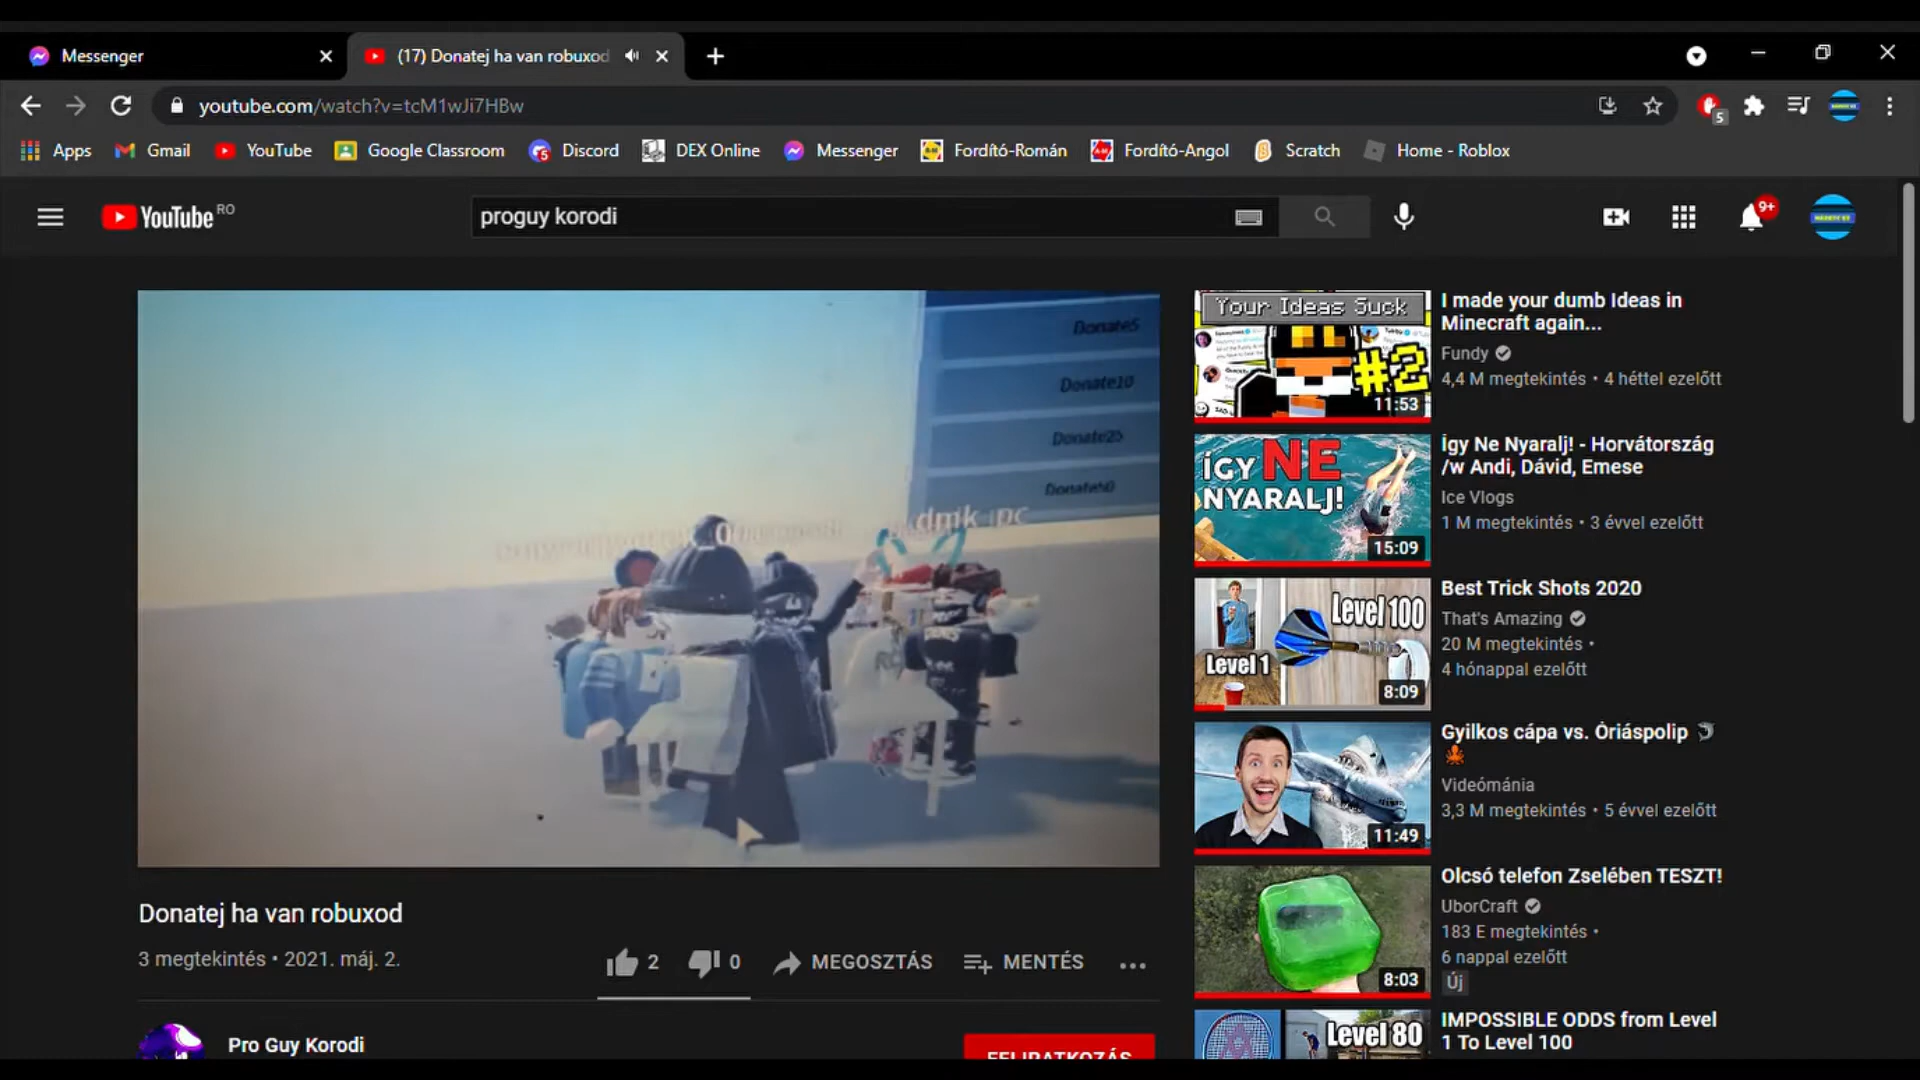 Messenger
(17) Donatej ha van robuxod
youtube.com/watch?v=tcM1wJi7HBw
5
Apps
Gmail
YouTube
Google Classroom
Discord
DEX Online
Messenger
Fordító-Román
Fordító-Angol
Scratch
Home - Roblox
YouTube RO
proguy korodi
9+
Donate5
Donate10
Donate25
Donate50
Donatej ha van robuxod
3 megtekintés • 2021. máj. 2.
2
0
MEGOSZTÁS
MENTÉS
Pro Guy Korodi
FELIRATKOZÁS
Your Ideas Suck
#2
11:53
I made your dumb Ideas in
Minecraft again...
Fundy
4,4 M megtekintés • 4 héttel ezelőtt
ÍGY NE
NYARALJ!
15:09
Így Ne Nyaralj! - Horvátország
/w Andi, Dávid, Emese
Ice Vlogs
1 M megtekintés • 3 évvel ezelőtt
Level 100
Level 1
8:09
Best Trick Shots 2020
That's Amazing
20 M megtekintés •
4 hónappal ezelőtt
11:49
Gyilkos cápa vs. Óriáspolip
Videómánia
3,3 M megtekintés • 5 évvel ezelőtt
8:03
Olcsó telefon Zselében TESZT!
UborCraft
183 E megtekintés •
6 nappal ezelőtt
Új
Level 80
IMPOSSIBLE ODDS from Level
1 To Level 100